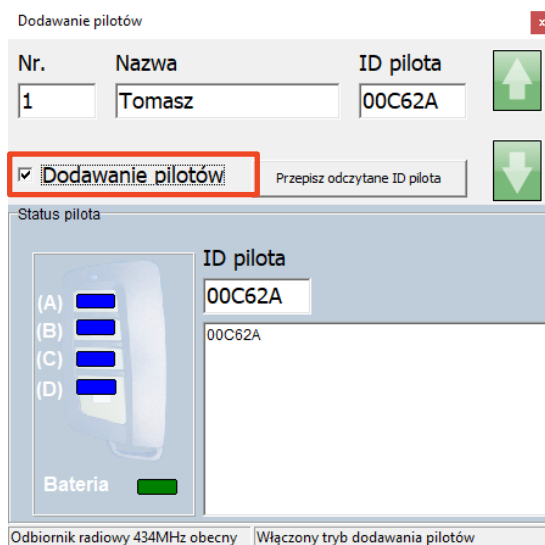 Dodawanie pilotów
x
Nr. Nazwa ID pilota
1 Tomasz 00C62A
Dodawanie pilotów Przepisz odczytane ID pilota
Status pilota
ID pilota
00C62A
00C62A
(A)
(B)
(C)
(D)
Bateria
Odbiornik radiowy 434MHz obecny Włączony tryb dodawania pilotów